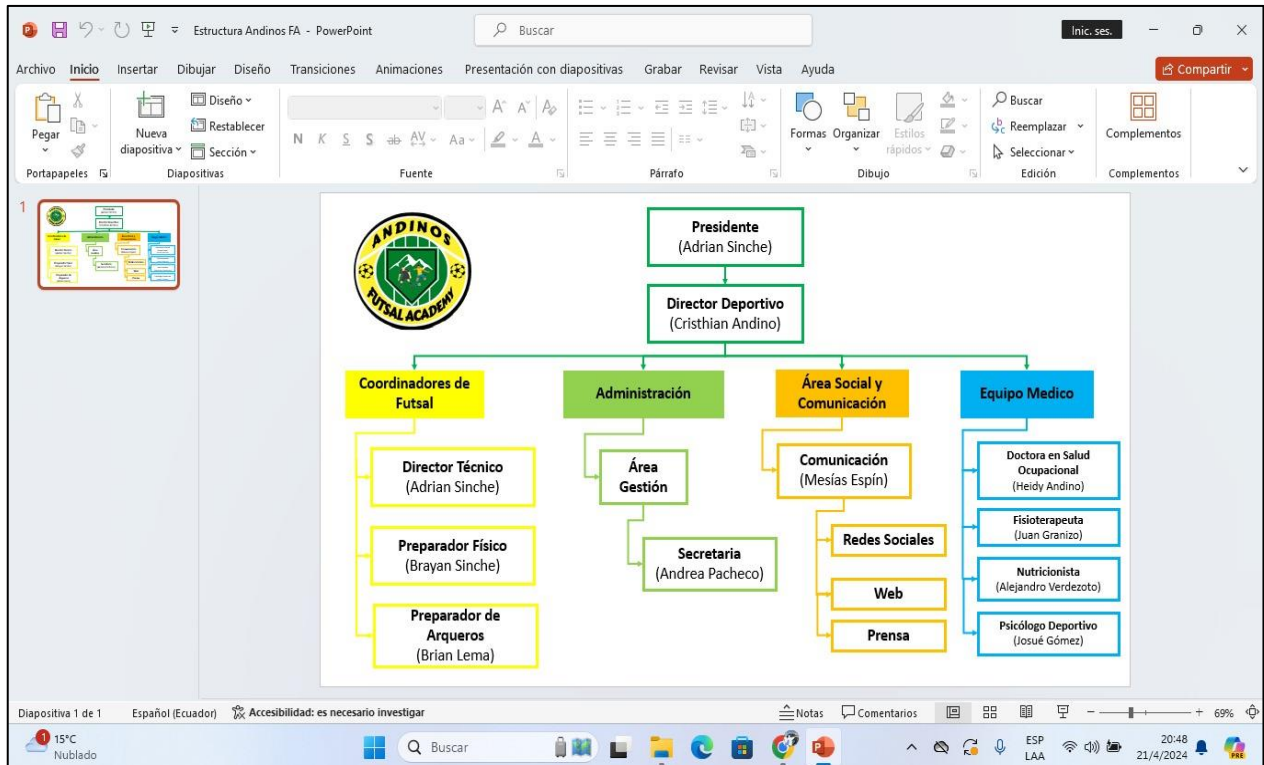 Estructura Andinos FA - PowerPoint
Buscar
Inic. ses.
Archivo Inicio Insertar Dibujar Diseño Transiciones Animaciones Presentación con diapositivas Grabar Revisar Vista Ayuda
Compartir
Pegar
Nueva
diapositiva
Diseño
Restablecer
Sección
N K S S ab AV Aa A
A A A
Formas Organizar Estilos
rápidos
Buscar
Reemplazar
Seleccionar
Complementos
Portapapeles Diapositivas Fuente Párrafo Dibujo Edición Complementos
1
ANDINOS
FUTSAL ACADEMY
Presidente
(Adrian Sinche)
Director Deportivo
(Cristhian Andino)
Coordinadores de
Futsal
Director Técnico
(Adrian Sinche)
Preparador Físico
(Brayan Sinche)
Preparador de
Arqueros
(Brian Lema)
Administración
Área
Gestión
Secretaria
(Andrea Pacheco)
Área Social y
Comunicación
Comunicación
(Mesías Espín)
Redes Sociales
Web
Prensa
Equipo Medico
Doctora en Salud
Ocupacional
(Heidy Andino)
Fisioterapeuta
(Juan Granizo)
Nutricionista
(Alejandro Verdezoto)
Psicólogo Deportivo
(Josué Gómez)
Diapositiva 1 de 1 Español (Ecuador) Accesibilidad: es necesario investigar
Notas Comentarios 69%
1
15°C
Nublado
Buscar
ESP
LAA
20:48
21/4/2024
PRE